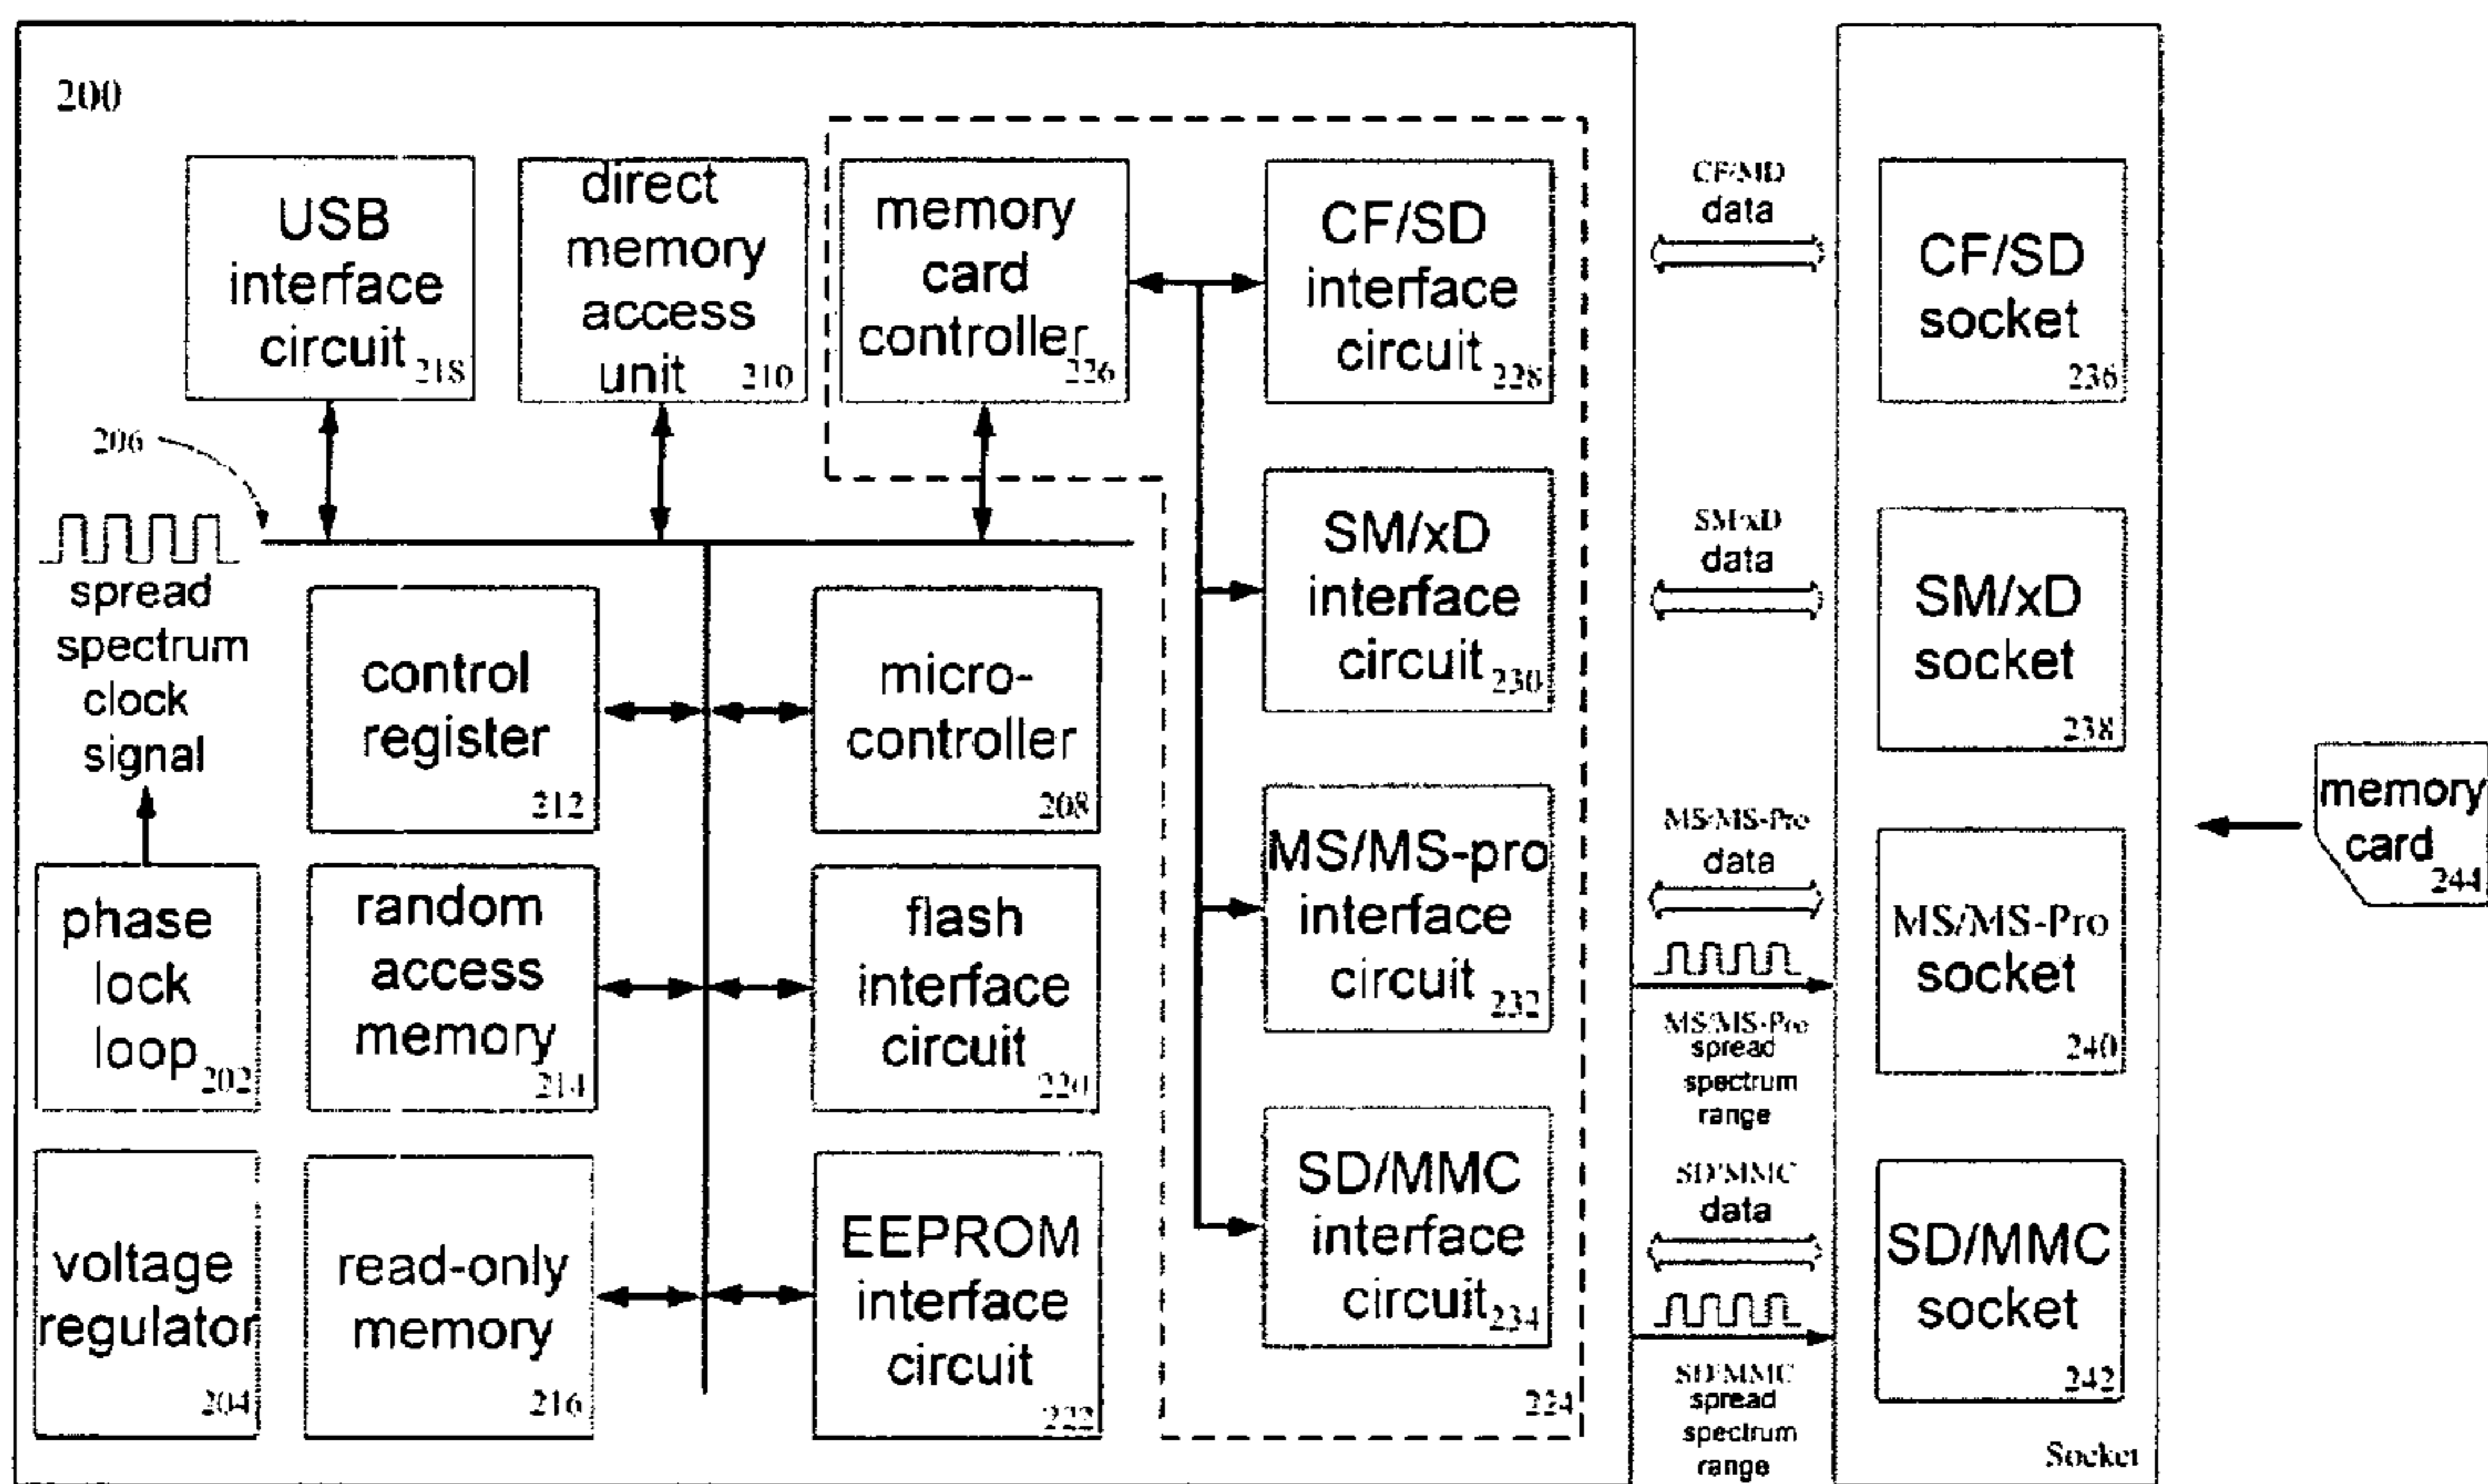 200
USB
interface
circuit 218
direct
memory
access
unit 210
memory
card
controller 226
CF/SD
interface
circuit 228
CF/MD
data
CF/SD
socket
236
206
spread
spectrum
clock
signal
control
register
212
micro-
controller
208
SM/xD
interface
circuit 230
SM/xD
data
SM/xD
socket
238
phase
lock
loop 202
random
access
memory
214
flash
interface
circuit
220
MS/MS-pro
interface
circuit 232
MS/MS-Pro
data
MS/MS-Pro
spread
spectrum
range
MS/MS-Pro
socket
240
memory
card
244
voltage
regulator
204
read-only
memory
216
EEPROM
interface
circuit
222
SD/MMC
interface
circuit 234
224
SD/MMC
data
SD/MMC
spread
spectrum
range
SD/MMC
socket
242
Socket